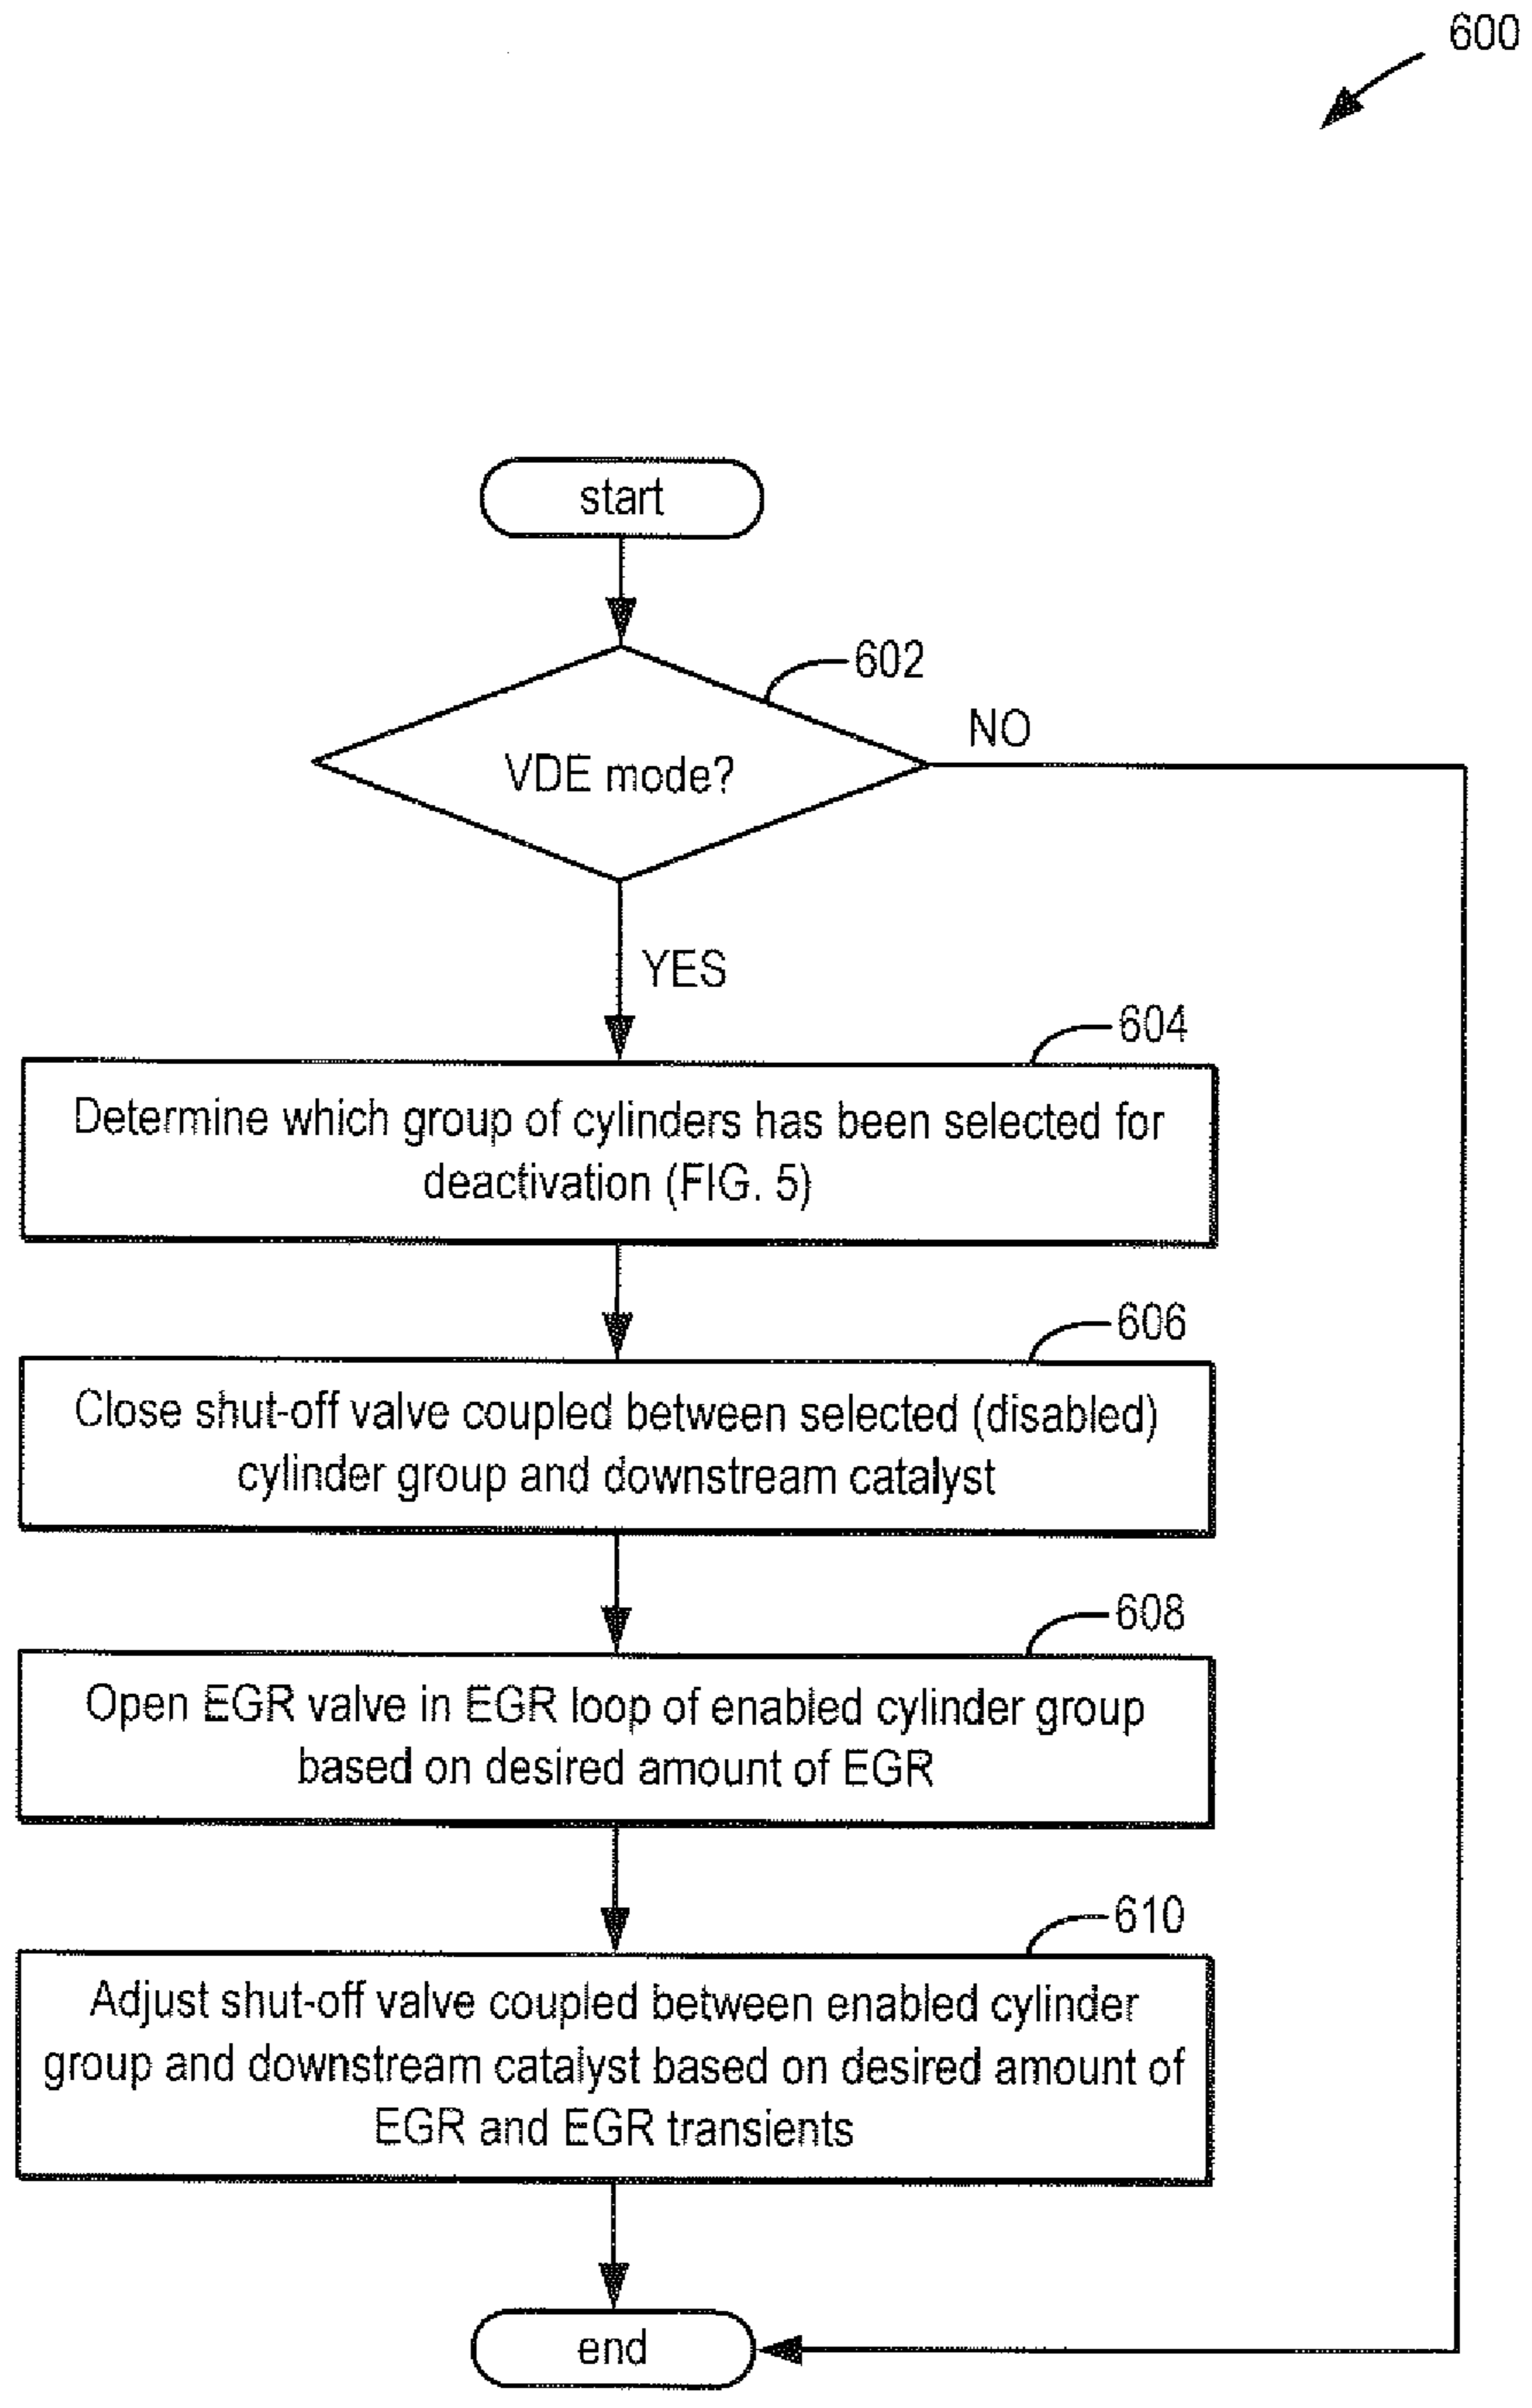 600
start
602
VDE mode?
NO
YES
604
Determine which group of cylinders has been selected for
deactivation (FIG. 5)
606
Close shut-off valve coupled between selected (disabled)
cylinder group and downstream catalyst
608
Open EGR valve in EGR loop of enabled cylinder group
based on desired amount of EGR
610
Adjust shut-off valve coupled between enabled cylinder
group and downstream catalyst based on desired amount of
EGR and EGR transients
end